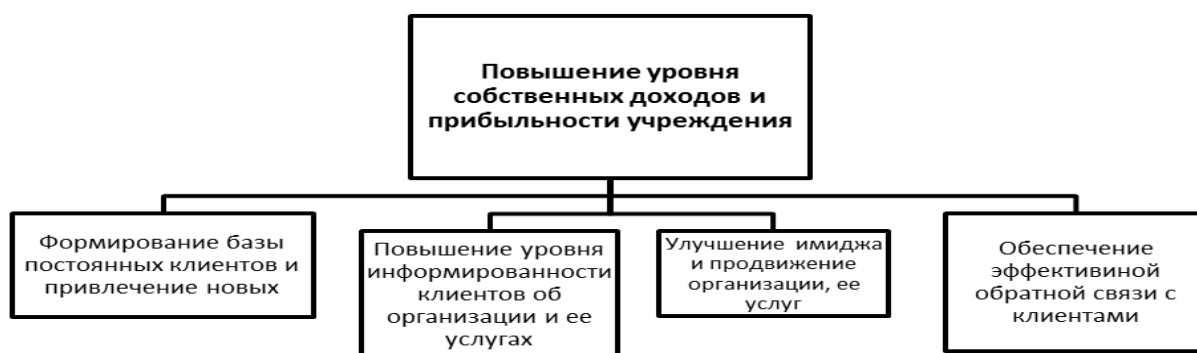 Повышение уровня
собственных доходов и
прибыльности учреждения
Формирование базы
постоянных клиентов и
привлечение новых
Повышение уровня
информированности
клиентов об
организации и ее
услугах
Улучшение имиджа
и продвижение
организации, ее
услуг
Обеспечение
эффективиной
обратной связи с
клиентами